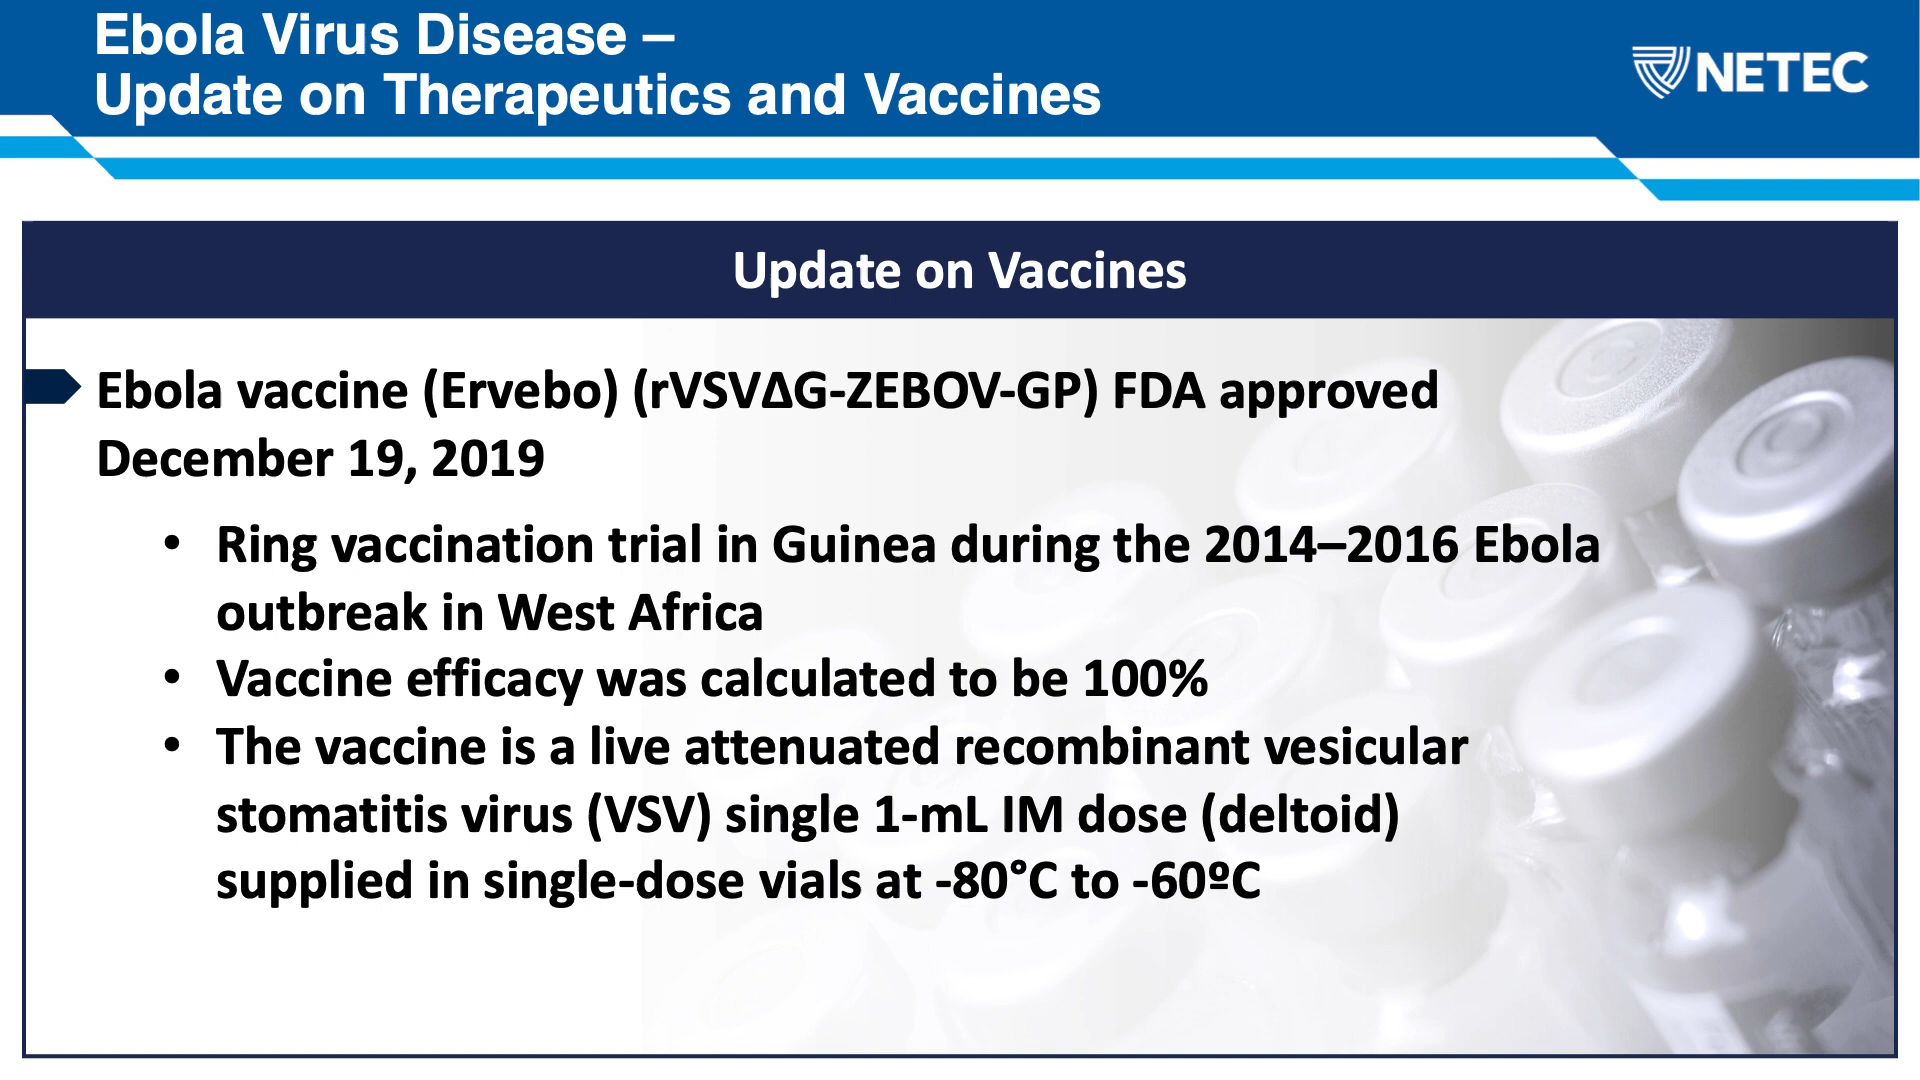 Ebola Virus Disease –
Update on Therapeutics and Vaccines
NETEC
Update on Vaccines
Ebola vaccine (Ervebo) (rVSVΔG-ZEBOV-GP) FDA approved
December 19, 2019
• Ring vaccination trial in Guinea during the 2014–2016 Ebola
outbreak in West Africa
• Vaccine efficacy was calculated to be 100%
• The vaccine is a live attenuated recombinant vesicular
stomatitis virus (VSV) single 1-mL IM dose (deltoid)
supplied in single-dose vials at -80°C to -60ºC